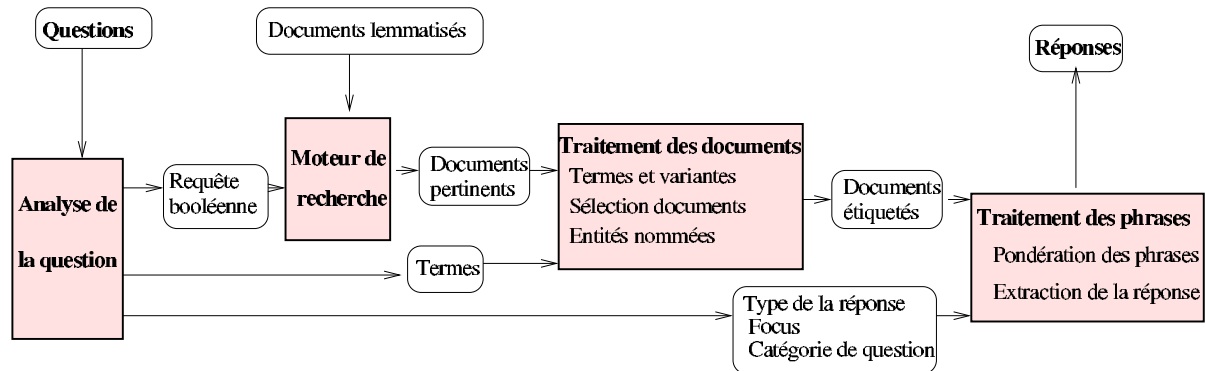 Questions
Documents lemmatisés
Réponses
Analyse de
la question
Requête
booléenne
Moteur de
recherche
Documents
pertinents
Termes
Traitement des documents
Termes et variantes
Sélection documents
Entités nommées
Documents
étiquetés
Type de la réponse
Focus
Catégorie de question
Traitement des phrases
Pondération des phrases
Extraction de la réponse